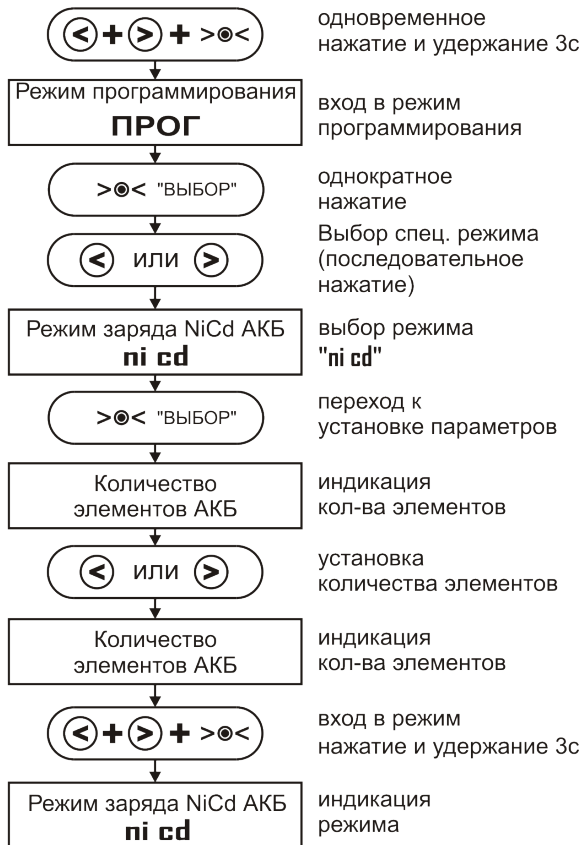 < + > + >◉<
одновременное
нажатие и удержание 3с
Режим программирования
ПРОГ
вход в режим
программирования
>◉< "ВЫБОР"
однократное
нажатие
< или >
Выбор спец. режима
(последовательное
нажатие)
Режим заряда NiCd АКБ
ni cd
выбор режима
"ni cd"
>◉< "ВЫБОР"
переход к
установке параметров
Количество
элементов АКБ
индикация
кол-ва элементов
< или >
установка
количества элементов
Количество
элементов АКБ
индикация
кол-ва элементов
< + > + >◉<
вход в режим
нажатие и удержание 3с
Режим заряда NiCd АКБ
ni cd
индикация
режима